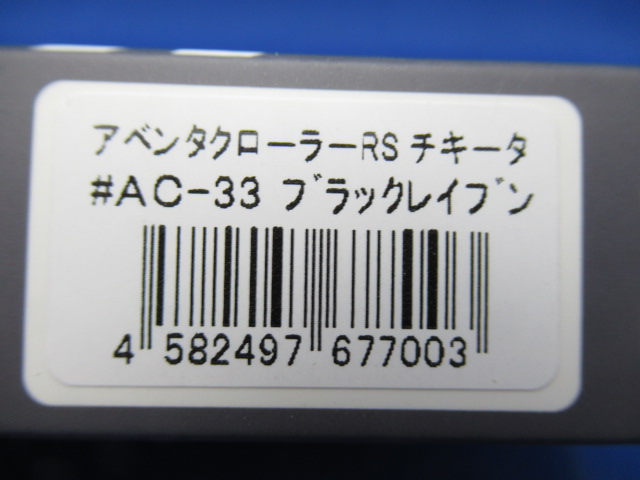 アベンタクローラーRSチキータ
#AC-33 ブラックレイブン
4 582497 677003